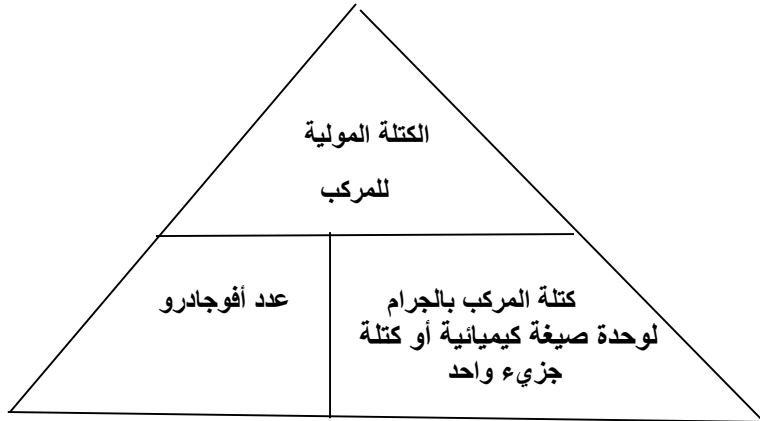 الكتلة المولية
للمركب
كتلة المركب بالجرام
لوحدة صيغة كيميائية أو كتلة
جزيء واحد
عدد أفوجادرو